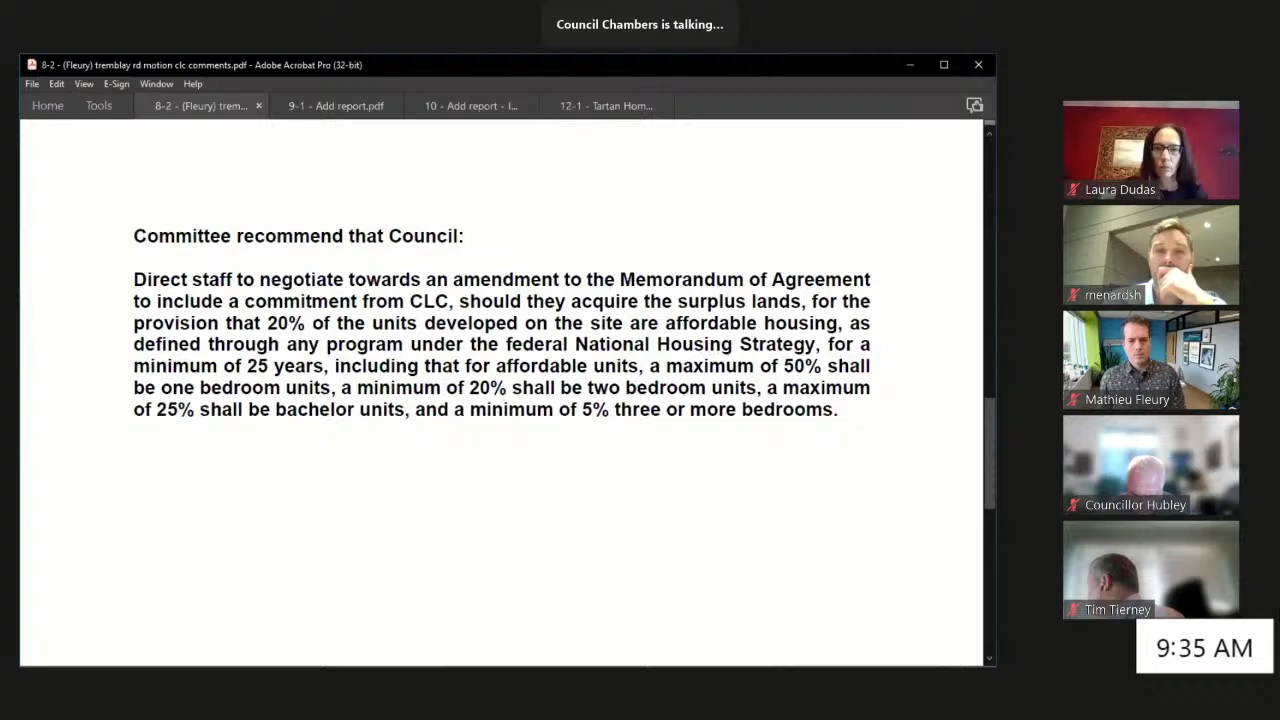 Council Chambers is talking...
8-2 - (Fleury) tremblay rd motion clc comments.pdf - Adobe Acrobat Pro (32-bit)
File Edit View E-Sign Window Help
Home Tools 8-2 - (Fleury) trem... × 9-1 - Add report.pdf 10 - Add report - I... 12-1 - Tartan Hom...
Committee recommend that Council:
Direct staff to negotiate towards an amendment to the Memorandum of Agreement
to include a commitment from CLC, should they acquire the surplus lands, for the
provision that 20% of the units developed on the site are affordable housing, as
defined through any program under the federal National Housing Strategy, for a
minimum of 25 years, including that for affordable units, a maximum of 50% shall
be one bedroom units, a minimum of 20% shall be two bedroom units, a maximum
of 25% shall be bachelor units, and a minimum of 5% three or more bedrooms.
Laura Dudas
menardsh
Mathieu Fleury
Councillor Hubley
Tim Tierney
9:35 AM